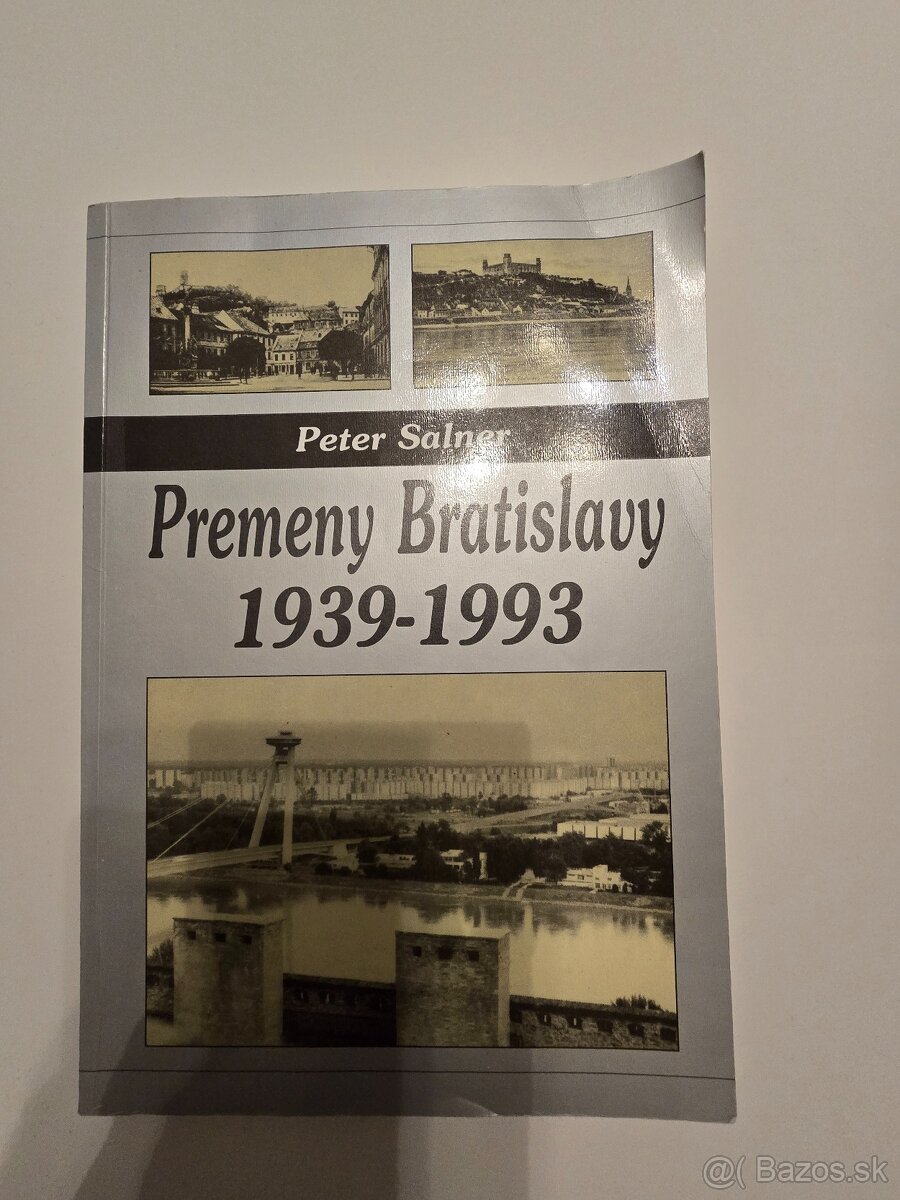 Peter Salner
Premeny Bratislavy
1939-1993
@( Bazos.sk